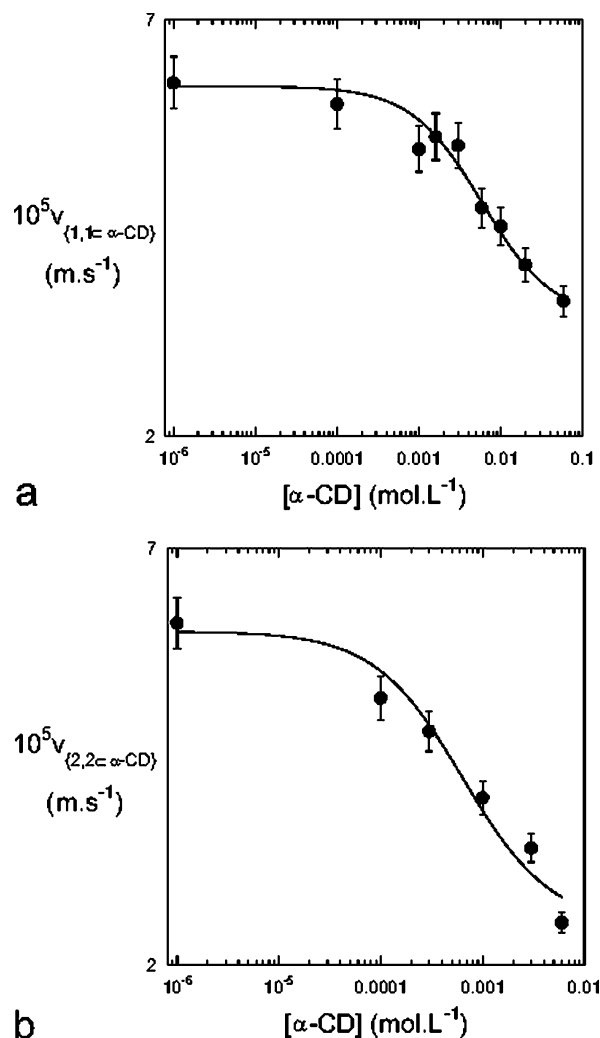 7
10⁵v{1,1⊂ α-CD}
(m.s⁻¹)
2
10⁻⁶ 10⁻⁵ 0.0001 0.001 0.01 0.1
a
[α-CD] (mol.L⁻¹)
7
10⁵v{2,2⊂ α-CD}
(m.s⁻¹)
2
10⁻⁶ 10⁻⁵ 0.0001 0.001 0.01
b
[α-CD] (mol.L⁻¹)